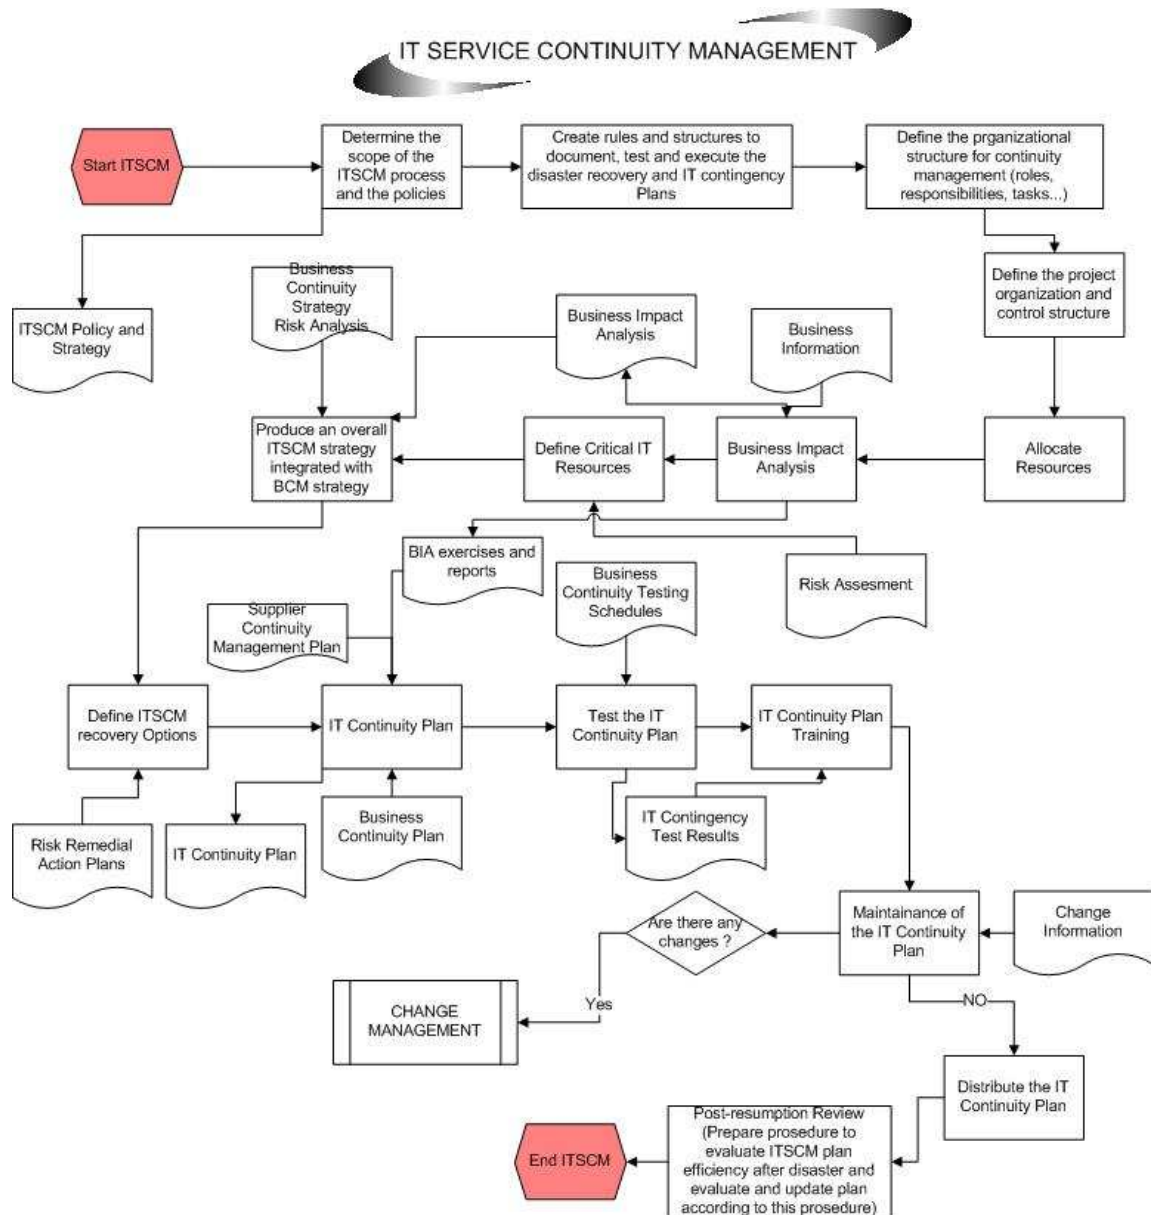 IT SERVICE CONTINUITY MANAGEMENT
Start ITSCM
Determine the
scope of the
ITSCM process
and the policies
Create rules and structures to
document, test and execute the
disaster recovery and IT contingency
Plans
Define the prganizational
structure for continuity
management (roles,
responsibilities, tasks...)
ITSCM Policy and
Strategy
Business
Continuity
Strategy
Risk Analysis
Business Impact
Analysis
Business
Information
Define the project
organization and
control structure
Produce an overall
ITSCM strategy
integrated with
BCM strategy
Define Critical IT
Resources
Business Impact
Analysis
Allocate
Resources
BIA exercises and
reports
Business
Continuity Testing
Schedules
Risk Assesment
Supplier
Continuity
Management Plan
Define ITSCM
recovery Options
IT Continuity Plan
Test the IT
Continuity Plan
IT Continuity Plan
Training
Risk Remedial
Action Plans
IT Continuity Plan
Business
Continuity Plan
IT Contingency
Test Results
Are there any
changes ?
Maintainance of
the IT Continuity
Plan
Change
Information
Yes
NO
CHANGE
MANAGEMENT
Distribute the IT
Continuity Plan
End ITSCM
Post-resumption Review
(Prepare prosedure to
evaluate ITSCM plan
efficiency after disaster and
evaluate and update plan
according to this prosedure)